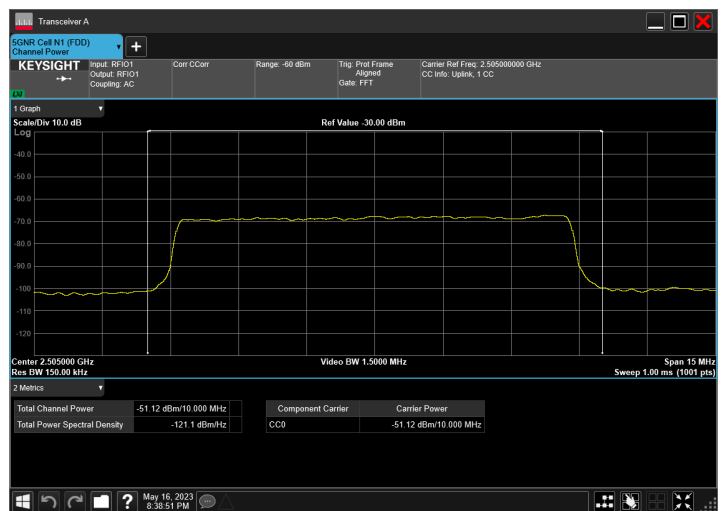 Transceiver A
5GNR Cell N1 (FDD)
Channel Power
KEYSIGHT
LXI
Input: RFIO1
Output: RFIO1
Coupling: AC
Corr CCorr
Range: -60 dBm
Trig: Prot Frame
Aligned
Gate: FFT
Carrier Ref Freq: 2.505000000 GHz
CC Info: Uplink, 1 CC
1 Graph
Scale/Div 10.0 dB
Ref Value -30.00 dBm
Log
-40.0
-50.0
-60.0
-70.0
-80.0
-90.0
-100
-110
-120
Center 2.505000 GHz
Video BW 1.5000 MHz
Span 15 MHz
Res BW 150.00 kHz
Sweep 1.00 ms (1001 pts)
2 Metrics
Total Channel Power -51.12 dBm/10.000 MHz
Total Power Spectral Density -121.1 dBm/Hz
Component Carrier Carrier Power
CC0 -51.12 dBm/10.000 MHz
?
May 16, 2023
8:38:51 PM